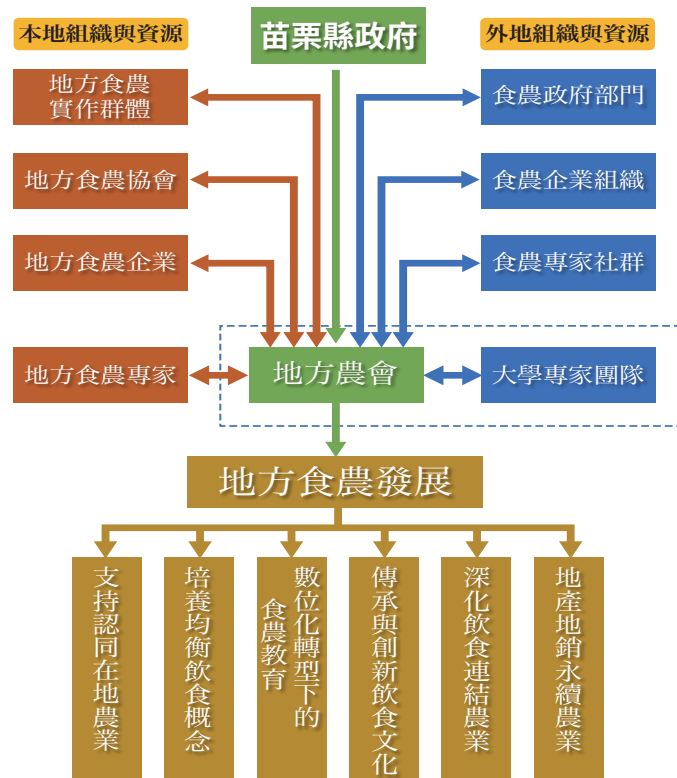 本地組織與資源
苗栗縣政府
外地組織與資源
地方食農
實作群體
食農政府部門
地方食農協會
食農企業組織
地方食農企業
食農專家社群
地方食農專家
地方農會
大學專家團隊
地方食農發展
支持認同在地農業
培養均衡飲食概念
數位化轉型下的
食農教育
傳承與創新飲食文化
深化飲食連結農業
地產地銷永續農業